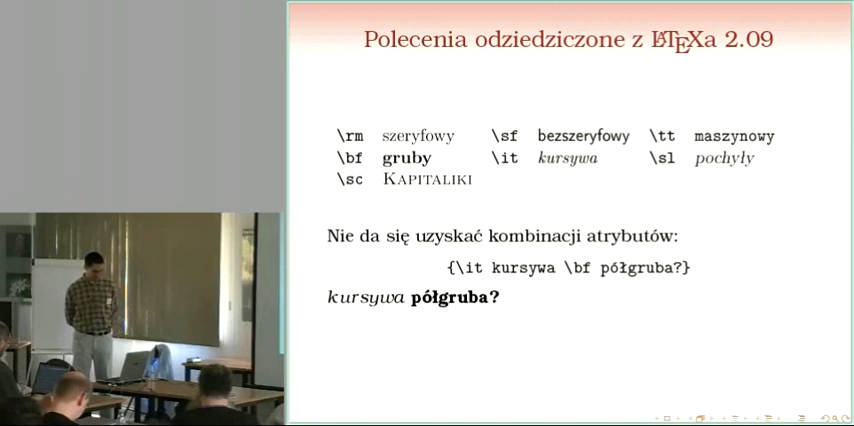 Polecenia odziedziczone z LATEXa 2.09
\rm szeryfowy \sf bezszeryfowy \tt maszynowy
\bf gruby \it kursywa \sl pochyły
\sc KAPITALIKI
Nie da się uzyskać kombinacji atrybutów:
{\it kursywa \bf półgruba?}
kursywa półgruba?